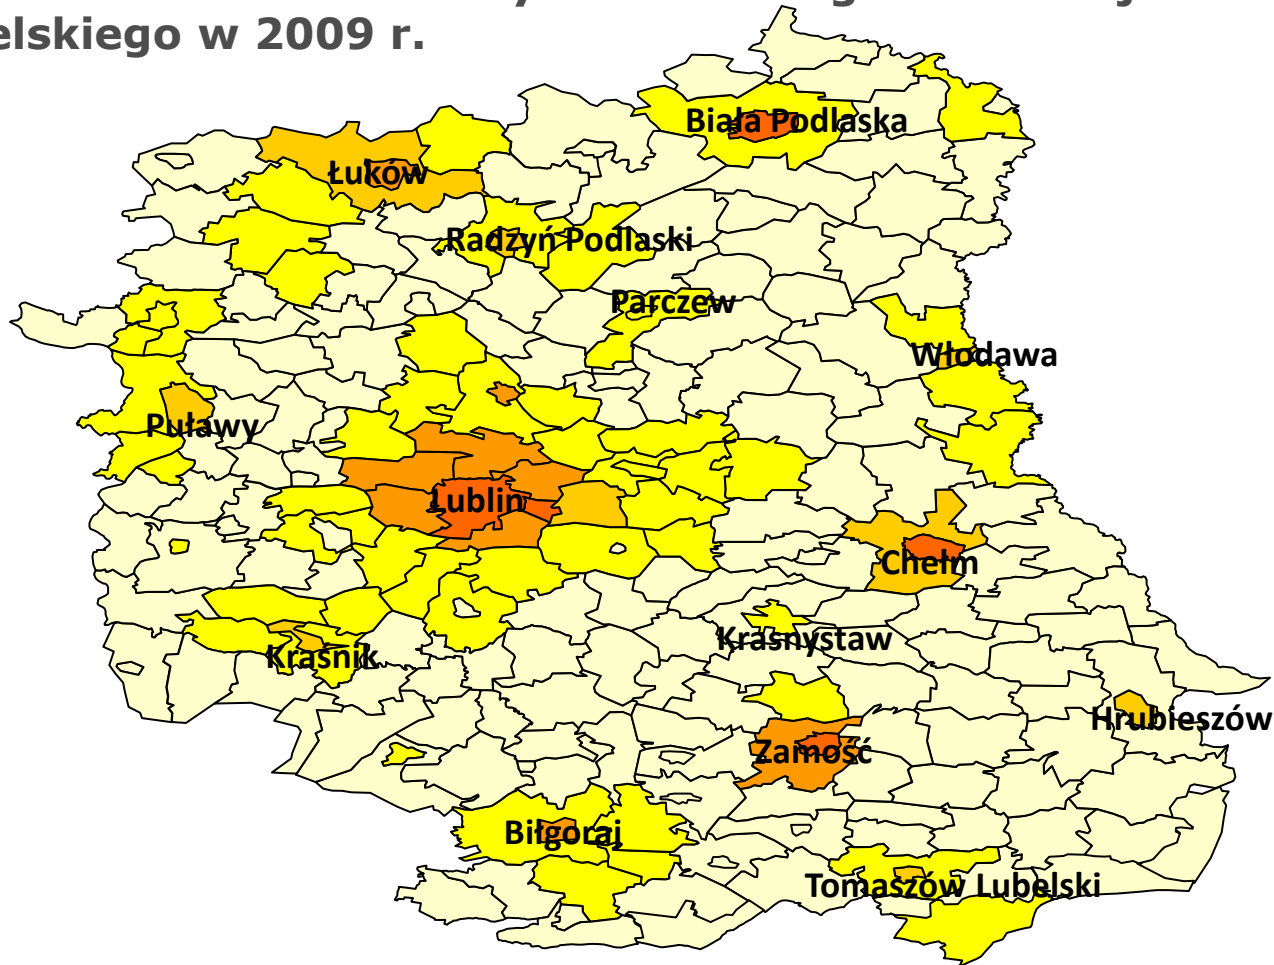 elskiego w 2009 r.
Biała Podlaska
Łuków
Radzyń Podlaski
Parczew
Włodawa
Puławy
Lublin
Chełm
Krasnystaw
Kraśnik
Hrubieszów
Zamość
Biłgoraj
Tomaszów Lubelski